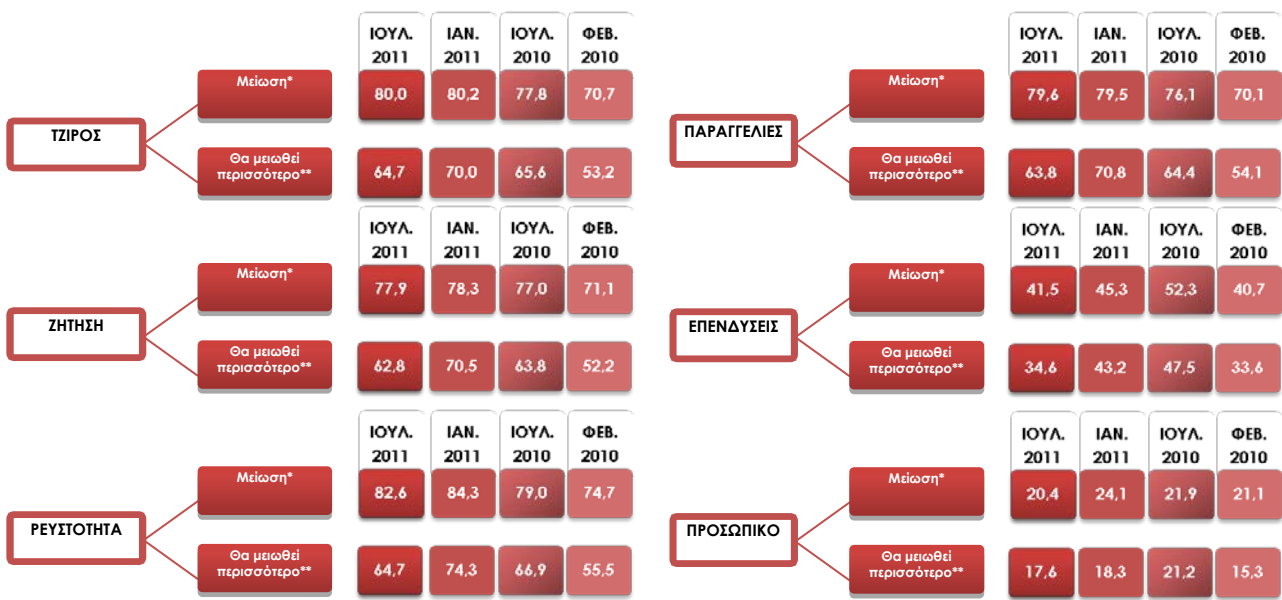 ΙΟΥΛ. ΙΑΝ. ΙΟΥΛ. ΦΕΒ.
2011 2011 2010 2010
Μείωση*
80,0 80,2 77,8 70,7
ΤΖΙΡΟΣ
Θα μειωθεί
περισσότερο**
64,7 70,0 65,6 53,2
ΙΟΥΛ. ΙΑΝ. ΙΟΥΛ. ΦΕΒ.
2011 2011 2010 2010
Μείωση*
79,6 79,5 76,1 70,1
ΠΑΡΑΓΓΕΛΙΕΣ
Θα μειωθεί
περισσότερο**
63,8 70,8 64,4 54,1
ΙΟΥΛ. ΙΑΝ. ΙΟΥΛ. ΦΕΒ.
2011 2011 2010 2010
Μείωση*
77,9 78,3 77,0 71,1
ΖΗΤΗΣΗ
Θα μειωθεί
περισσότερο**
62,8 70,5 63,8 52,2
ΙΟΥΛ. ΙΑΝ. ΙΟΥΛ. ΦΕΒ.
2011 2011 2010 2010
Μείωση*
41,5 45,3 52,3 40,7
ΕΠΕΝΔΥΣΕΙΣ
Θα μειωθεί
περισσότερο**
34,6 43,2 47,5 33,6
ΙΟΥΛ. ΙΑΝ. ΙΟΥΛ. ΦΕΒ.
2011 2011 2010 2010
Μείωση*
82,6 84,3 79,0 74,7
ΡΕΥΣΤΟΤΗΤΑ
Θα μειωθεί
περισσότερο**
64,7 74,3 66,9 55,5
ΙΟΥΛ. ΙΑΝ. ΙΟΥΛ. ΦΕΒ.
2011 2011 2010 2010
Μείωση*
20,4 24,1 21,9 21,1
ΠΡΟΣΩΠΙΚΟ
Θα μειωθεί
περισσότερο**
17,6 18,3 21,2 15,3